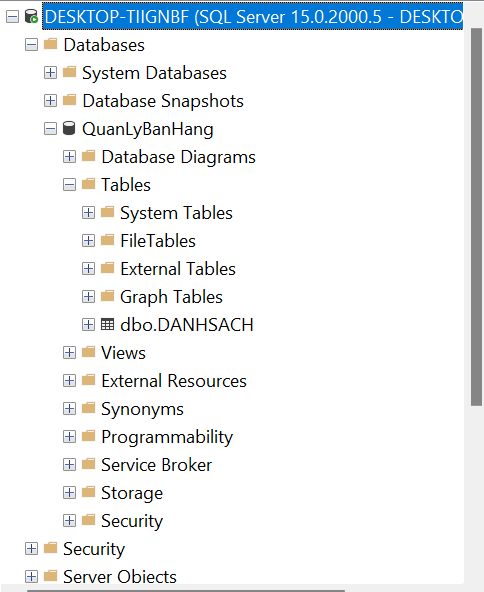 DESKTOP-TIIGNBF (SQL Server 15.0.2000.5 - DESKTO
Databases
System Databases
Database Snapshots
QuanLyBanHang
Database Diagrams
Tables
System Tables
FileTables
External Tables
Graph Tables
dbo.DANHSACH
Views
External Resources
Synonyms
Programmability
Service Broker
Storage
Security
Security
Server Objects